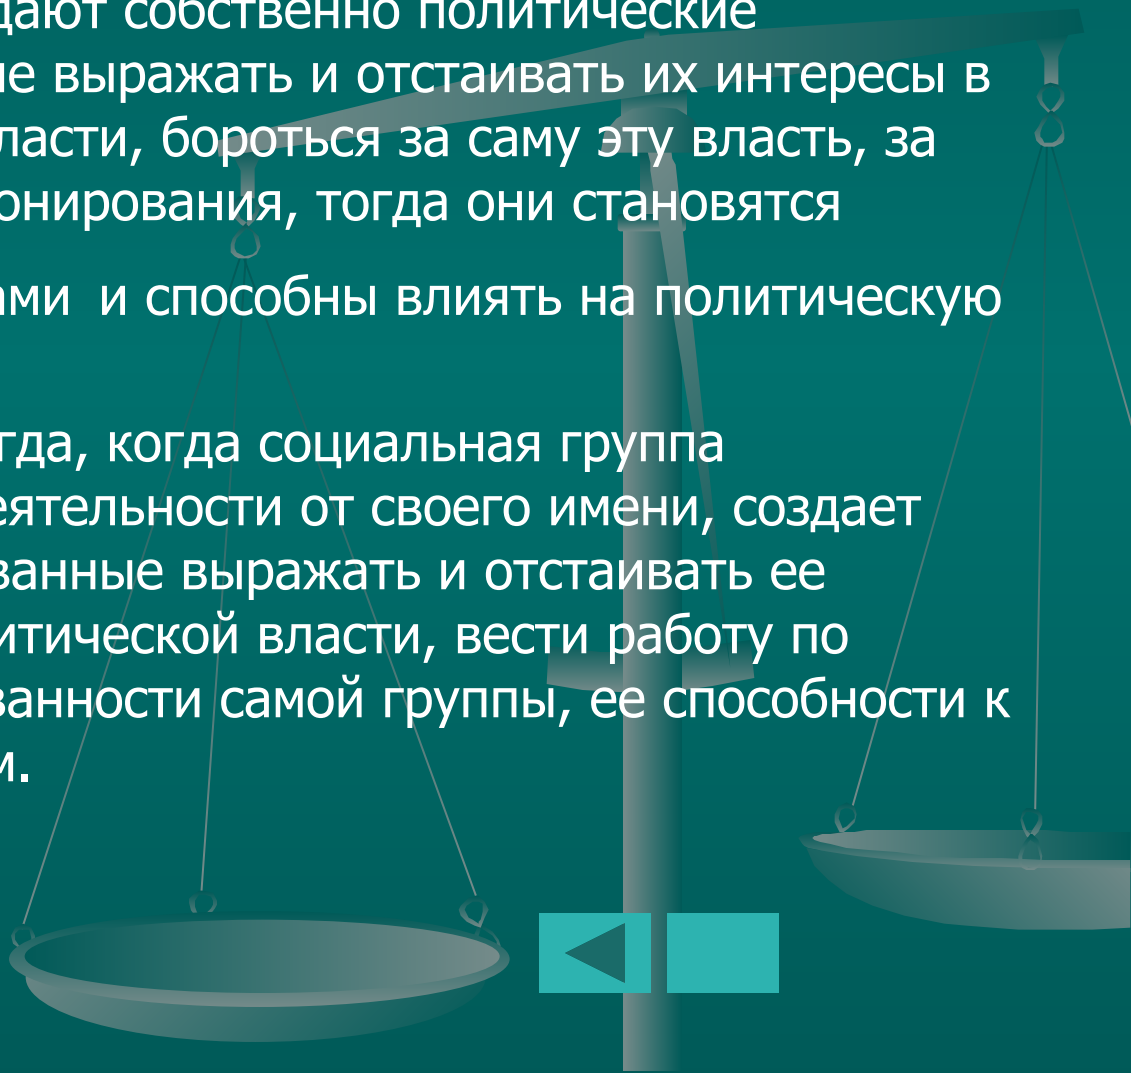 дают собственно политические
не выражать и отстаивать их интересы в
ласти, бороться за саму эту власть, за
онирования, тогда они становятся
ами и способны влиять на политическую
гда, когда социальная группа
еятельности от своего имени, создает
ванные выражать и отстаивать ее
итической власти, вести работу по
ванности самой группы, ее способности к
м.